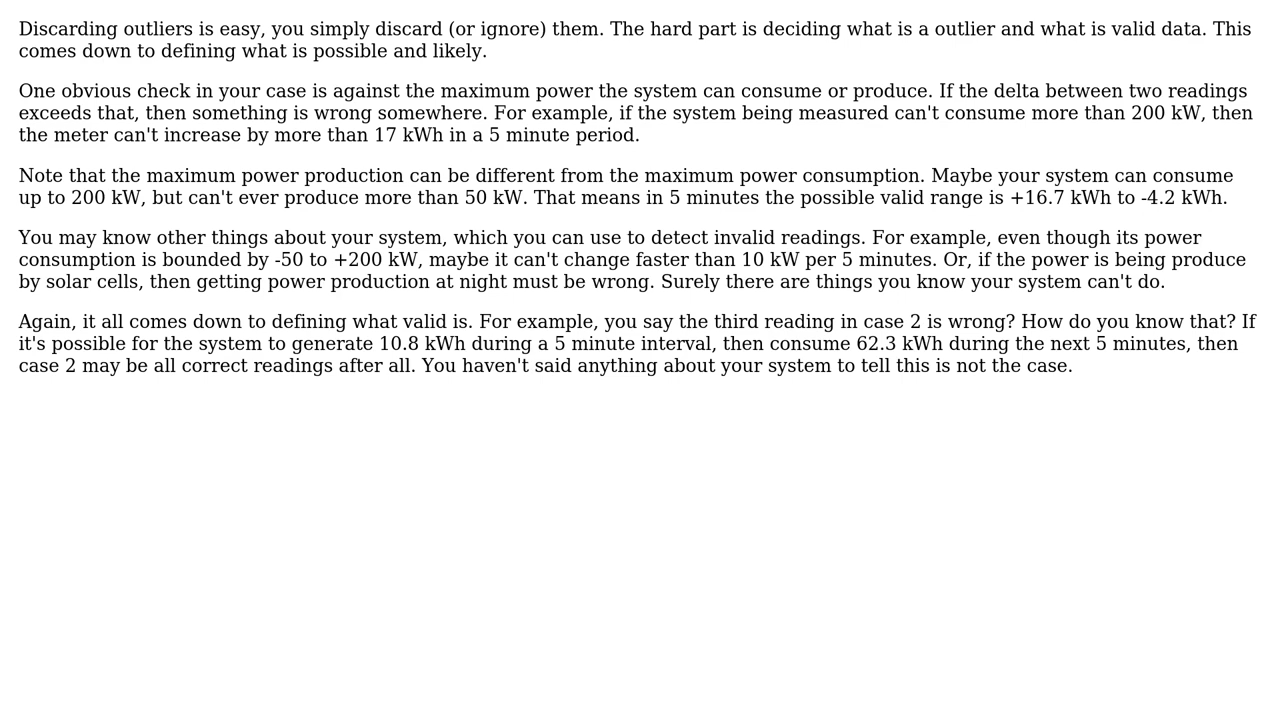 Discarding outliers is easy, you simply discard (or ignore) them. The hard part is deciding what is a outlier and what is valid data. This
comes down to defining what is possible and likely.
One obvious check in your case is against the maximum power the system can consume or produce. If the delta between two readings
exceeds that, then something is wrong somewhere. For example, if the system being measured can't consume more than 200 kW, then
the meter can't increase by more than 17 kWh in a 5 minute period.
Note that the maximum power production can be different from the maximum power consumption. Maybe your system can consume
up to 200 kW, but can't ever produce more than 50 kW. That means in 5 minutes the possible valid range is +16.7 kWh to -4.2 kWh.
You may know other things about your system, which you can use to detect invalid readings. For example, even though its power
consumption is bounded by -50 to +200 kW, maybe it can't change faster than 10 kW per 5 minutes. Or, if the power is being produce
by solar cells, then getting power production at night must be wrong. Surely there are things you know your system can't do.
Again, it all comes down to defining what valid is. For example, you say the third reading in case 2 is wrong? How do you know that? If
it's possible for the system to generate 10.8 kWh during a 5 minute interval, then consume 62.3 kWh during the next 5 minutes, then
case 2 may be all correct readings after all. You haven't said anything about your system to tell this is not the case.